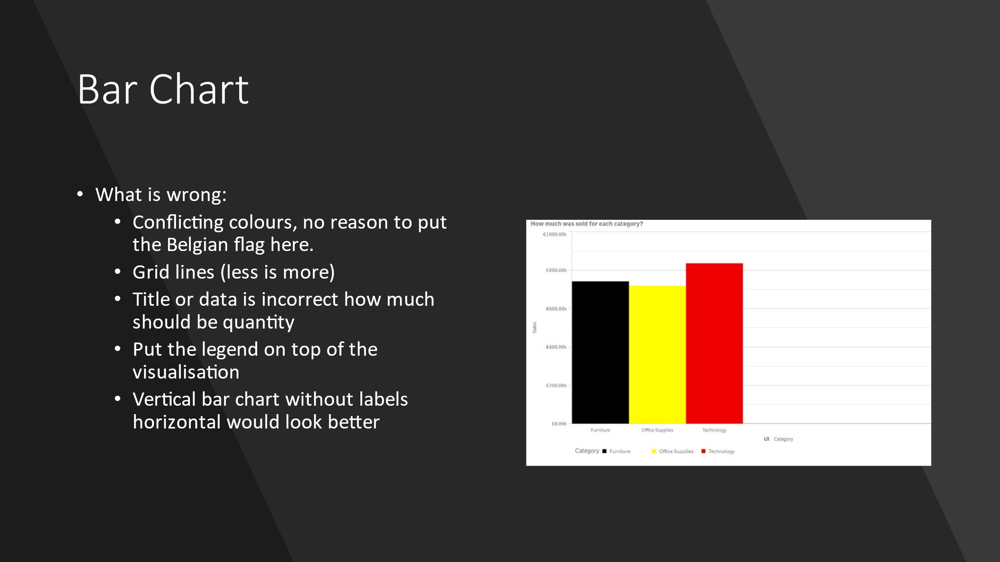 Bar Chart
• What is wrong:
• Conflicting colours, no reason to put
the Belgian flag here.
• Grid lines (less is more)
• Title or data is incorrect how much
should be quantity
• Put the legend on top of the
visualisation
• Vertical bar chart without labels
horizontal would look better
How much was sold for each category?
€1000.00k
€800.00k
€600.00k
€400.00k
€200.00k
€0.00k
Sales
Furniture Office Supplies Technology
Category
Category Furniture Office Supplies Technology